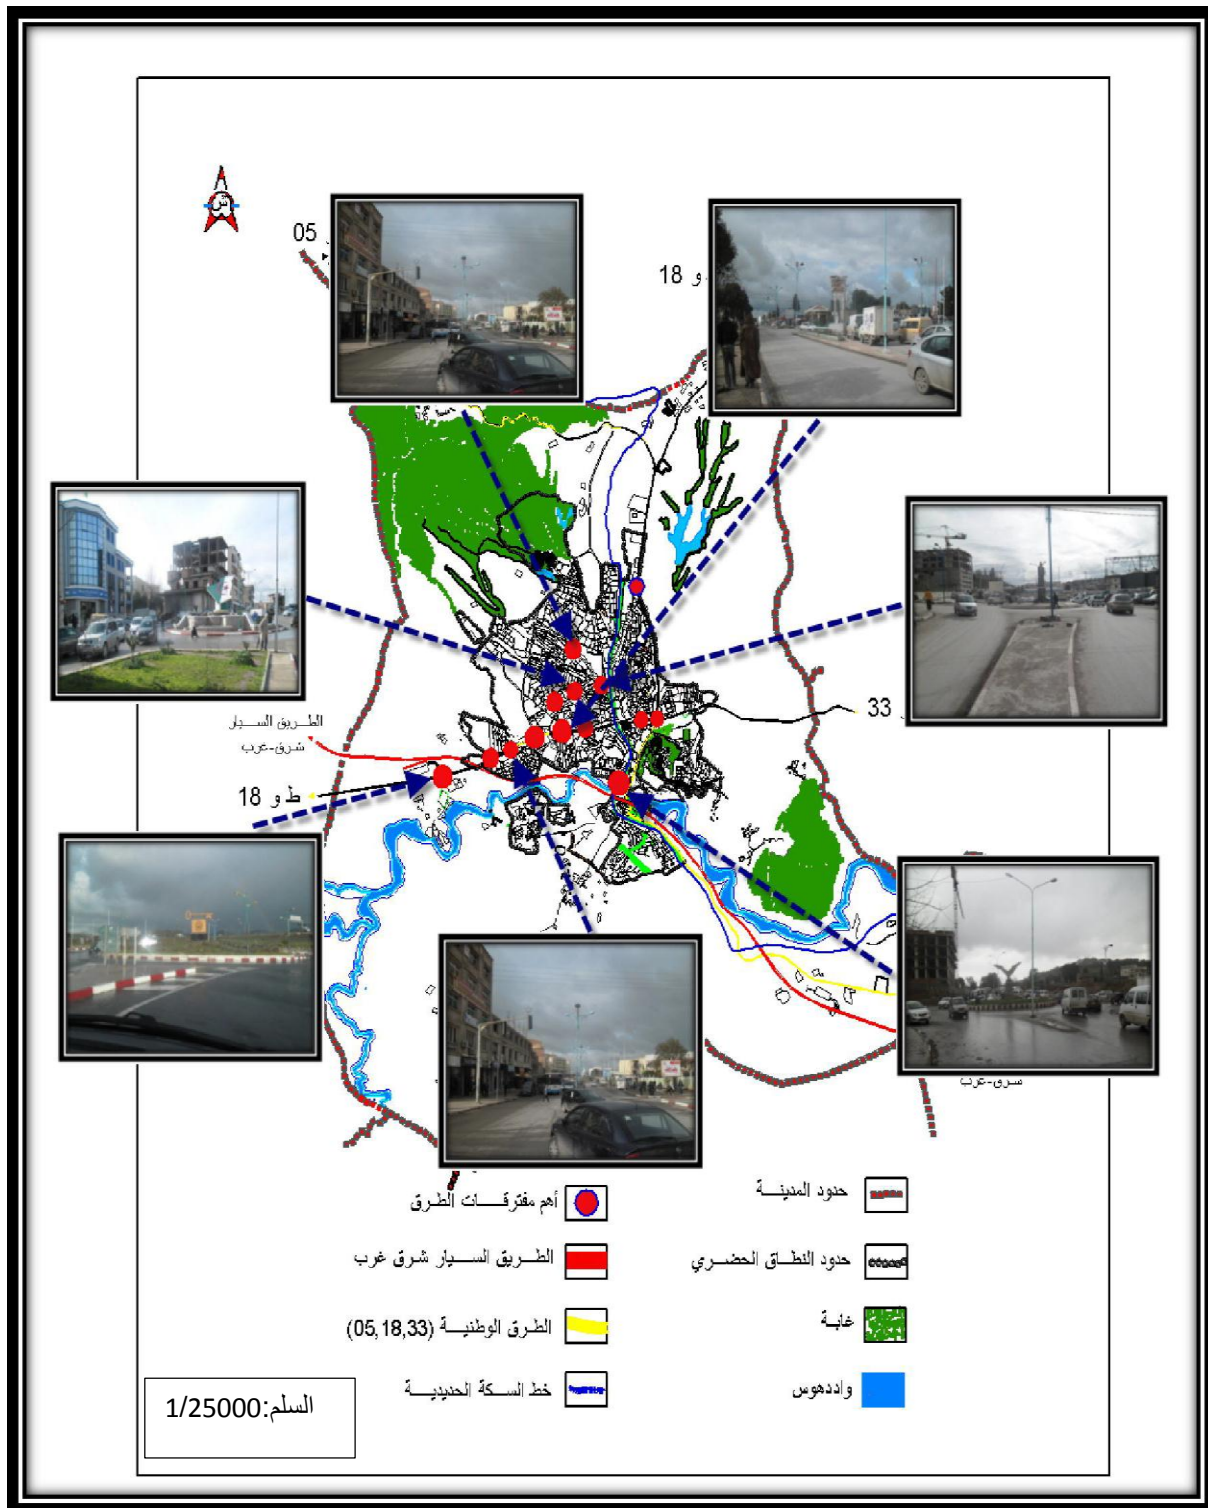 ش
05
و 18
33
الطريق السيار
شرق-غرب
ط و 18
شرق-غرب
حدود المدينة
حدود النطاق الحضري
غابة
واددهوس
أهم مفترقات الطرق
الطريق السيار شرق غرب
الطرق الوطنية (05,18,33)
خط السكة الحديدية
السلم:1/25000